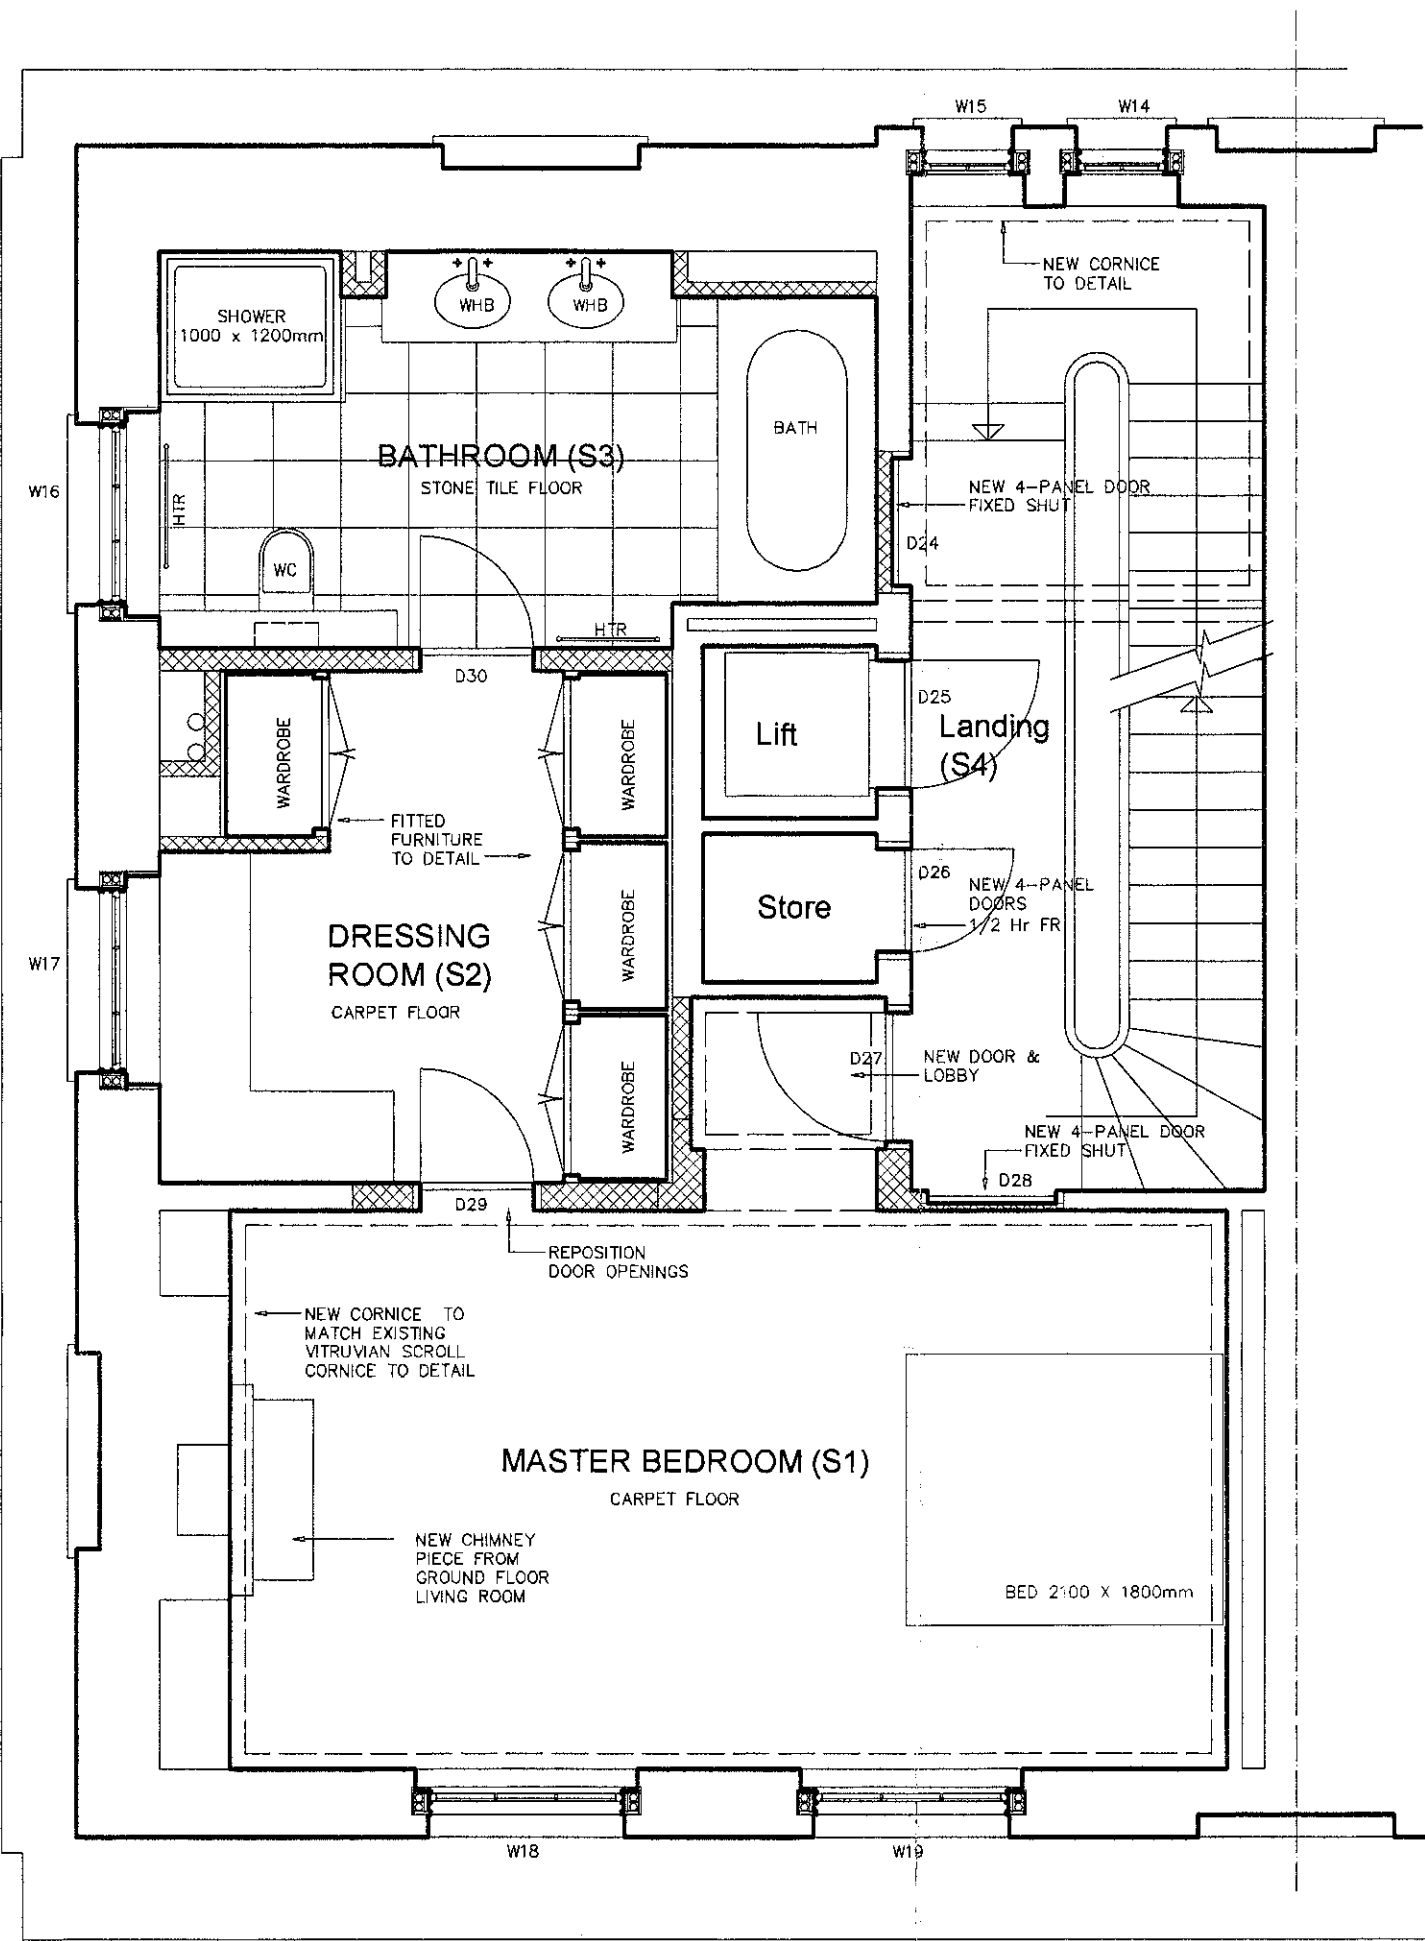 W15
W14
NEW CORNICE
TO DETAIL
SHOWER
1000 x 1200mm
WHB
WHB
BATH
BATHROOM (S3)
STONE TILE FLOOR
W16
HTR
WC
NEW 4-PANEL DOOR
FIXED SHUT
D24
HTR
D30
D25
Lift
Landing
(S4)
WARDROBE
WARDROBE
FITTED
FURNITURE
TO DETAIL
D26
NEW 4-PANEL
DOORS
1/2 Hr FR
Store
WARDROBE
DRESSING
ROOM (S2)
CARPET FLOOR
W17
D27
NEW DOOR &
LOBBY
WARDROBE
NEW 4-PANEL DOOR
FIXED SHUT
D28
D29
REPOSITION
DOOR OPENINGS
NEW CORNICE TO
MATCH EXISTING
VITRUVIAN SCROLL
CORNICE TO DETAIL
MASTER BEDROOM (S1)
CARPET FLOOR
NEW CHIMNEY
PIECE FROM
GROUND FLOOR
LIVING ROOM
BED 2100 X 1800mm
W18
W19